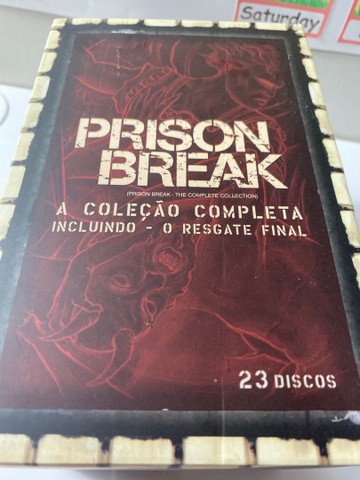 Saturday
PRISON
BREAK
(PRISON BREAK - THE COMPLETE COLLECTION)
A COLEÇÃO COMPLETA
INCLUINDO - O RESGATE FINAL
23 DISCOS